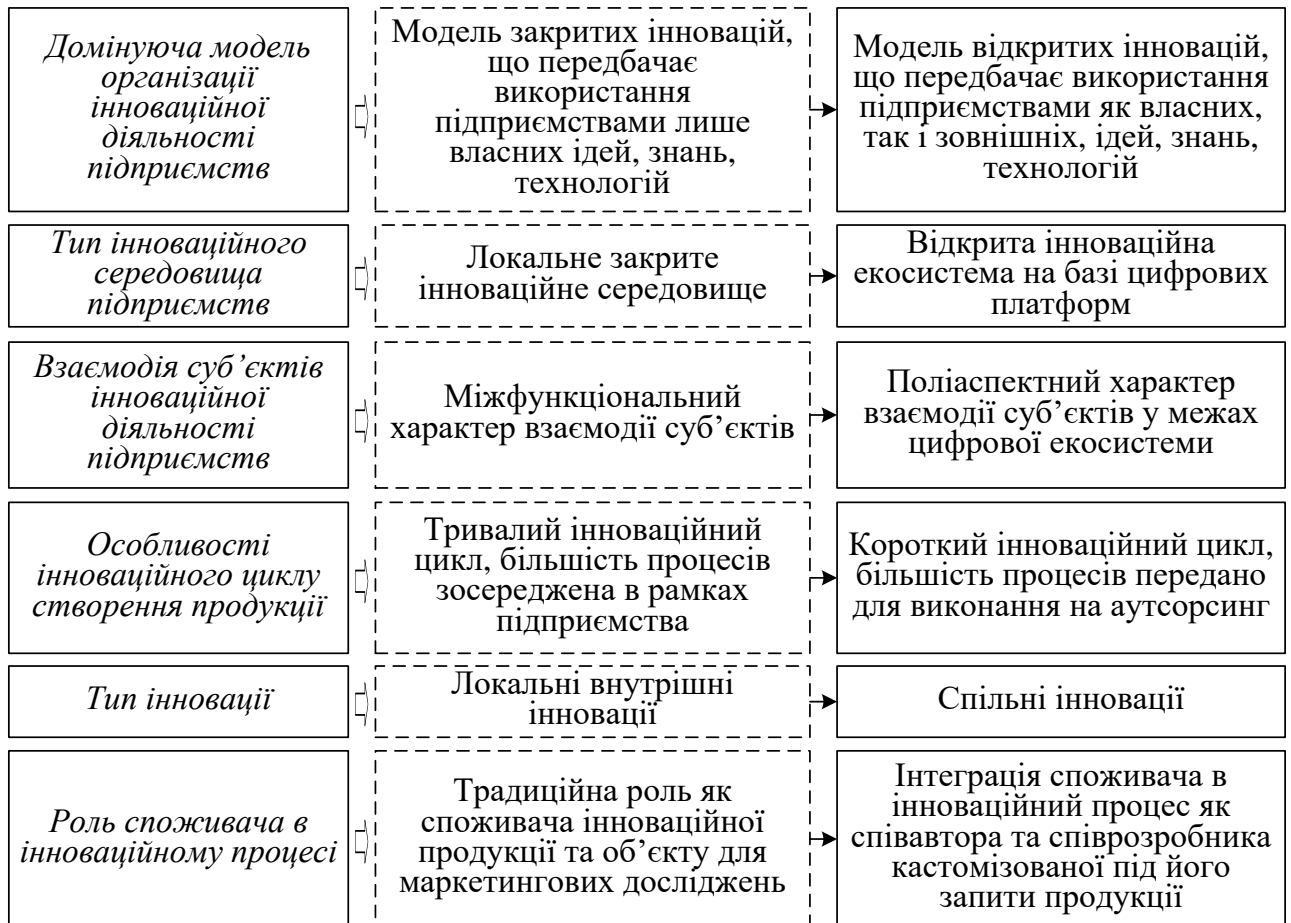 Домінуюча модель
організації
інноваційної
діяльності
підприємств
Модель закритих інновацій,
що передбачає
використання
підприємствами лише
власних ідей, знань,
технологій
Модель відкритих інновацій,
що передбачає використання
підприємствами як власних,
так і зовнішніх, ідей, знань,
технологій
Тип інноваційного
середовища
підприємств
Локальне закрите
інноваційне середовище
Відкрита інноваційна
екосистема на базі цифрових
платформ
Взаємодія суб’єктів
інноваційної
діяльності
підприємств
Міжфункціональний
характер взаємодії суб’єктів
Поліаспектний характер
взаємодії суб’єктів у межах
цифрової екосистеми
Особливості
інноваційного циклу
створення продукції
Тривалий інноваційний
цикл, більшість процесів
зосереджена в рамках
підприємства
Короткий інноваційний цикл,
більшість процесів передано
для виконання на аутсорсинг
Тип інновації
Локальні внутрішні
інновації
Спільні інновації
Роль споживача в
інноваційному процесі
Традиційна роль як
споживача інноваційної
продукції та об’єкту для
маркетингових досліджень
Інтеграція споживача в
інноваційний процес як
співавтора та співрозробника
кастомізованої під його
запити продукції